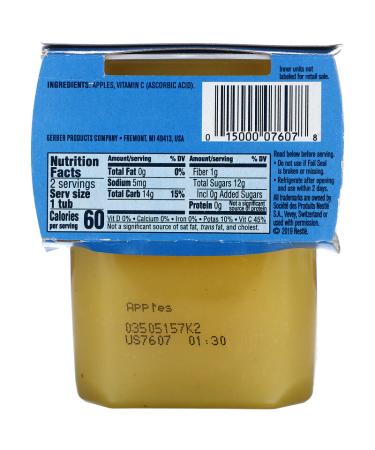 Inner units not
labeled for retail sale.
INGREDIENTS: APPLES, VITAMIN C (ASCORBIC ACID).
GERBER PRODUCTS COMPANY • FREMONT, MI 49413, USA
0 15000 07607 8
Nutrition
Facts
2 servings
Serv size
1 tub
Calories
per serving 60
Amount/serving % DV
Total Fat 0g 0%
Sodium 5mg
Total Carb 14g 15%
Amount/serving % DV
Fiber 1g
Total Sugars 12g
Incl 0g Added Sugars
Protein 0g Not a significant
source of protein
Vit D 0% • Calcium 0% • Iron 0% • Potas 10% • Vit C 45%
Not a significant source of sat fat, trans fat, and cholest.
Read below before serving.
• Do not use if Foil Seal
is broken or missing.
• Refrigerate after opening
and use within 2 days.
All trademarks are owned by
Société des Produits Nestlé
S.A., Vevey, Switzerland or
used with permission.
© 2019 Nestlé.
Apples
03505157K2
US7607 01:30